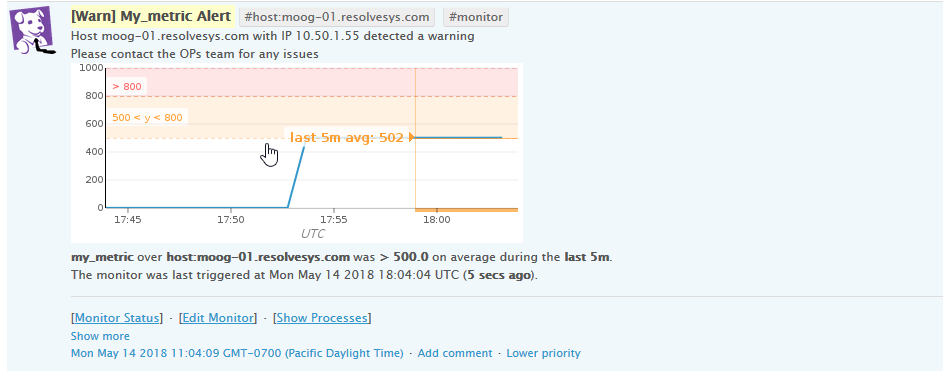 [Warn] My_metric Alert #host:moog-01.resolvesys.com #monitor
Host moog-01.resolvesys.com with IP 10.50.1.55 detected a warning
Please contact the OPs team for any issues
1000
> 800
800
500 < y < 800
600
last 5m avg: 502
400
200
0
17:45 17:50 17:55 18:00
UTC
my_metric over host:moog-01.resolvesys.com was > 500.0 on average during the last 5m.
The monitor was last triggered at Mon May 14 2018 18:04:04 UTC (5 secs ago).
[Monitor Status] · [Edit Monitor] · [Show Processes]
Show more
Mon May 14 2018 11:04:09 GMT-0700 (Pacific Daylight Time) · Add comment · Lower priority